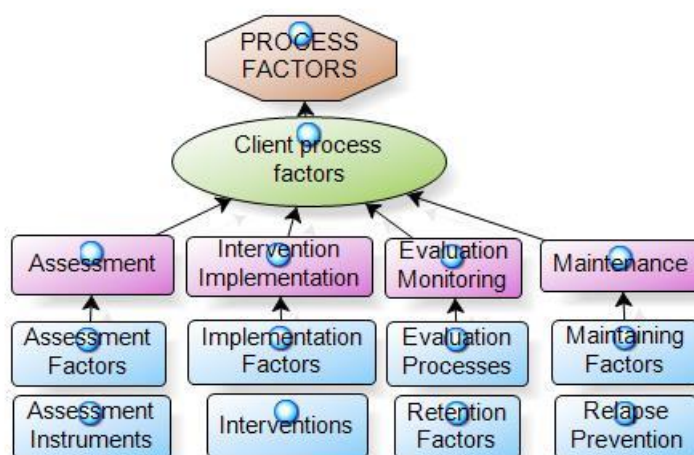 PROCESS
FACTORS
Client process
factors
Assessment
Intervention
Implementation
Evaluation
Monitoring
Maintenance
Assessment
Factors
Implementation
Factors
Evaluation
Processes
Maintaining
Factors
Assessment
Instruments
Interventions
Retention
Factors
Relapse
Prevention